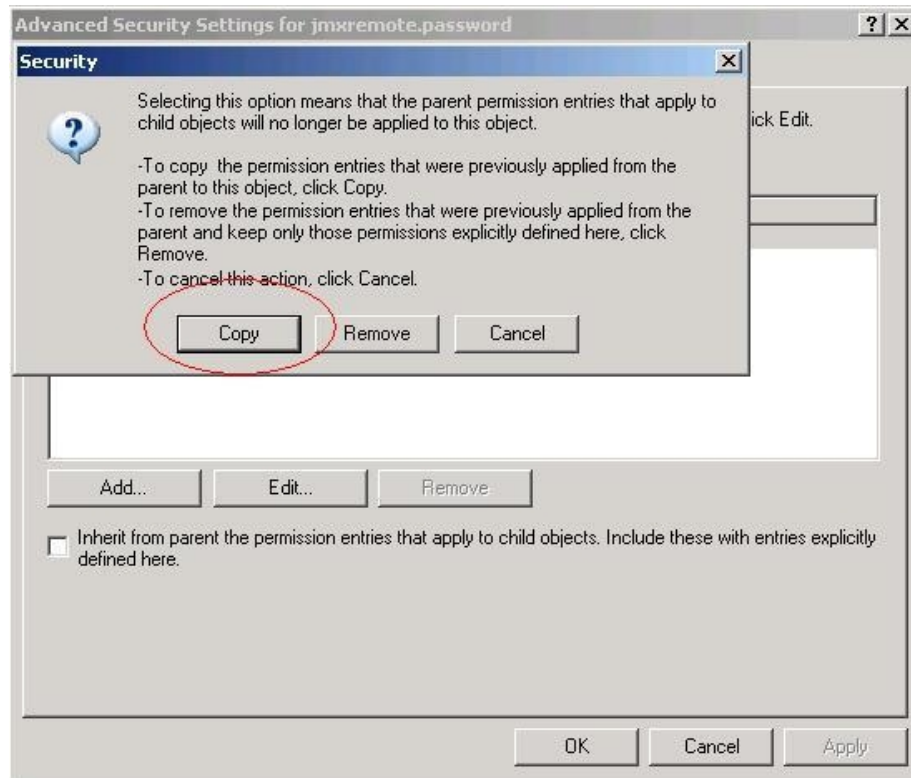 Advanced Security Settings for jmxremote.password
Security
Selecting this option means that the parent permission entries that apply to
child objects will no longer be applied to this object.
ick Edit.
-To copy  the permission entries that were previously applied from the
parent to this object, click Copy.
-To remove the permission entries that were previously applied from the
parent and keep only those permissions explicitly defined here, click
Remove.
-To cancel this action, click Cancel.
Copy
Remove
Cancel
Add...
Edit...
Remove
Inherit from parent the permission entries that apply to child objects. Include these with entries explicitly
defined here.
OK
Cancel
Apply